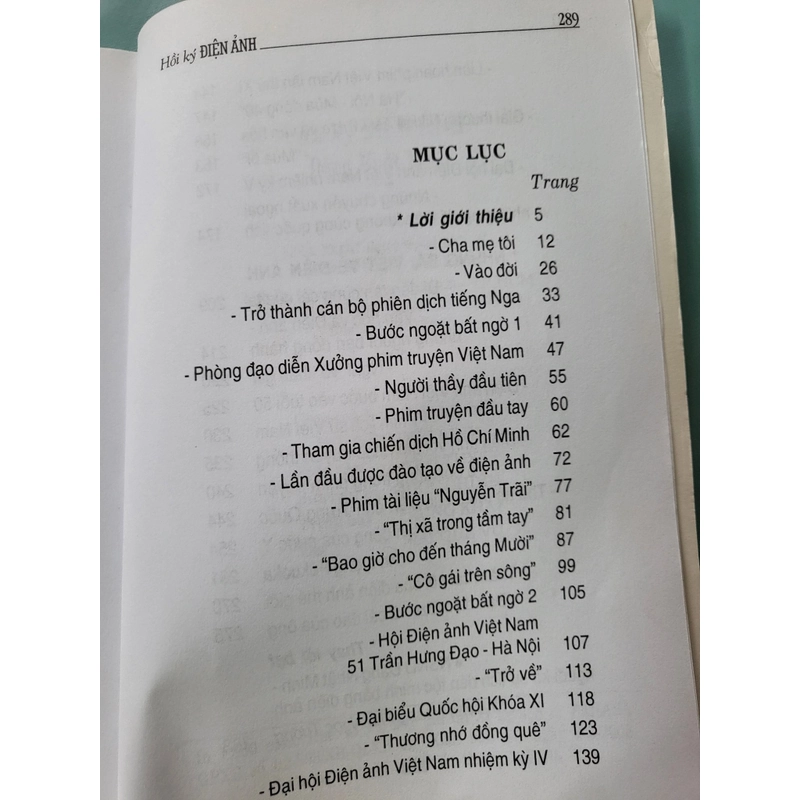 Hồi ký ĐIỆN ẢNH 289
MỤC LỤC
Trang
* Lời giới thiệu 5
- Cha mẹ tôi 12
- Vào đời 26
- Trở thành cán bộ phiên dịch tiếng Nga 33
- Bước ngoặt bất ngờ 1 41
- Phòng đạo diễn Xưởng phim truyện Việt Nam 47
- Người thầy đầu tiên 55
- Phim truyện đầu tay 60
- Tham gia chiến dịch Hồ Chí Minh 62
- Lần đầu được đào tạo về điện ảnh 72
- Phim tài liệu “Nguyễn Trãi” 77
- “Thị xã trong tầm tay” 81
- “Bao giờ cho đến tháng Mười” 87
- “Cô gái trên sông” 99
- Bước ngoặt bất ngờ 2 105
- Hội Điện ảnh Việt Nam
51 Trần Hưng Đạo - Hà Nội 107
- “Trở về” 113
- Đại biểu Quốc hội Khóa XI 118
- “Thương nhớ đồng quê” 123
- Đại hội Điện ảnh Việt Nam nhiệm kỳ IV 139